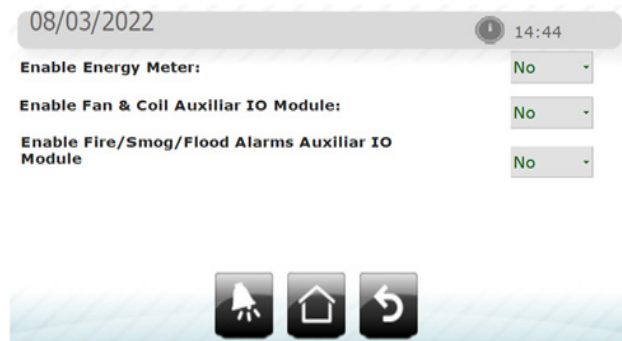 08/03/2022 14:44
Enable Energy Meter: No
Enable Fan & Coil Auxiliar IO Module: No
Enable Fire/Smog/Flood Alarms Auxiliar IO
Module No